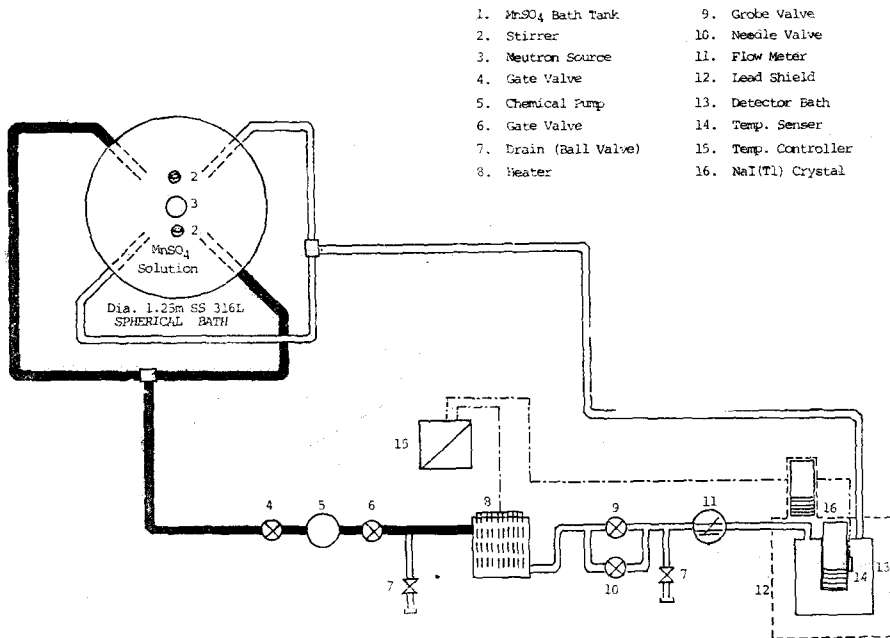 1. MnSO4 Bath Tank
2. Stirrer
3. Neutron Source
4. Gate Valve
5. Chemical Pump
6. Gate Valve
7. Drain (Ball Valve)
8. Heater
9. Grobe Valve
10. Needle Valve
11. Flow Meter
12. Lead Shield
13. Detector Bath
14. Temp. Senser
15. Temp. Controller
16. NaI(Tl) Crystal
2
3
2
MnSO4
Solution
Dia. 1.25m SS 316L
SPHERICAL BATH
15
4
5
6
8
9
11
16
7
10
7
12
14
13